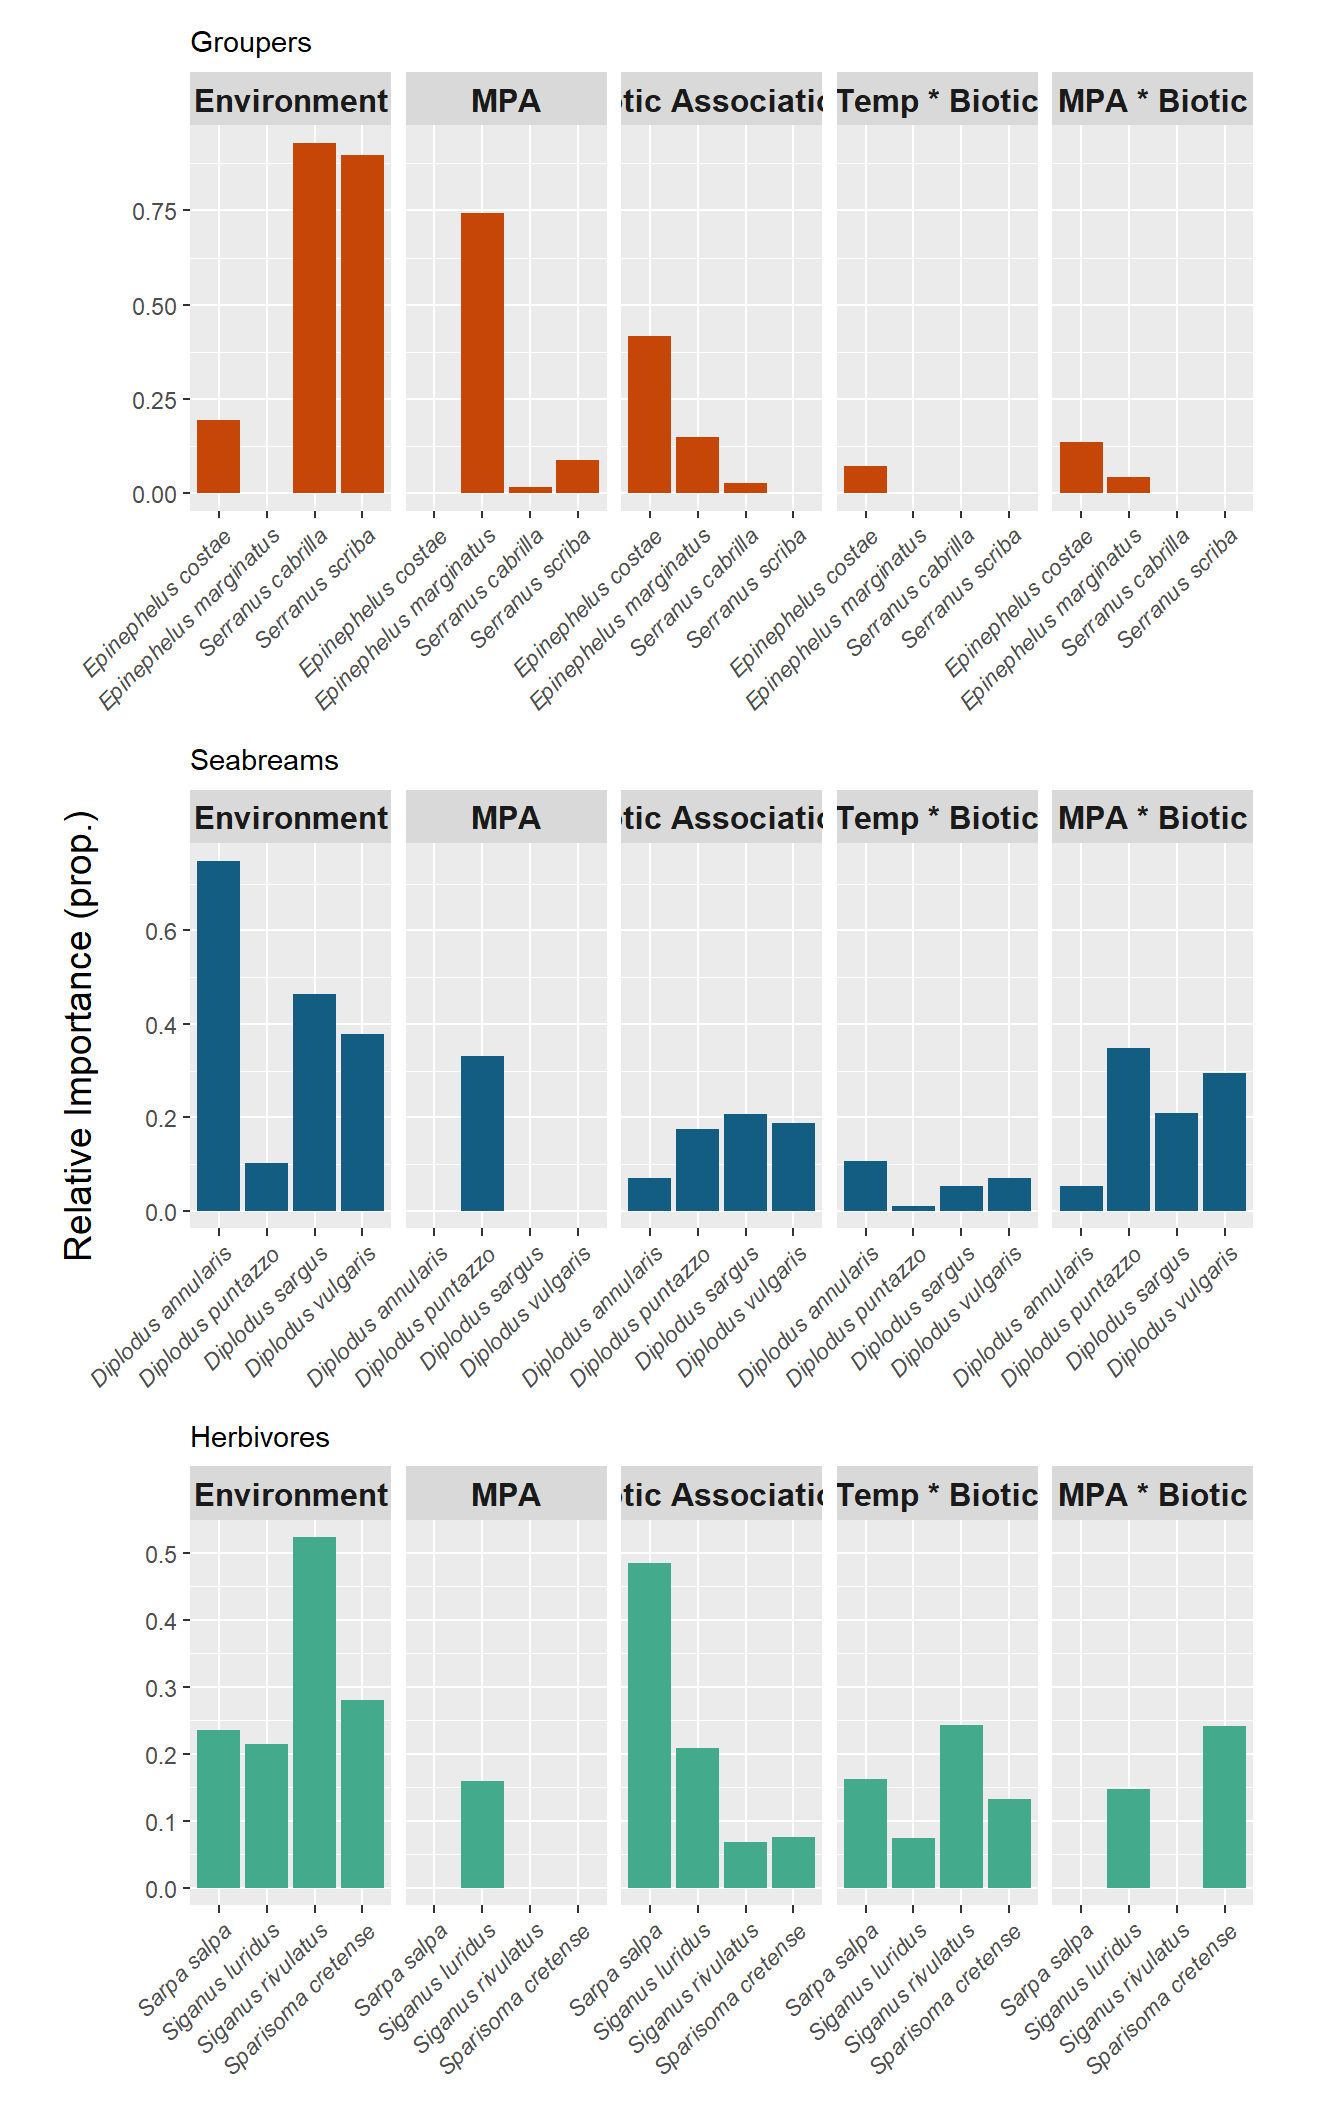 Groupers
Environment MPA otic Associatio Temp * Biotic MPA * Biotic
0.75
0.50
0.25
0.00
Epinephelus costae Epinephelus marginatus Serranus cabrilla Serranus scriba Epinephelus costae Epinephelus marginatus Serranus cabrilla Serranus scriba Epinephelus costae Epinephelus marginatus Serranus cabrilla Serranus scriba Epinephelus costae Epinephelus marginatus Serranus cabrilla Serranus scriba Epinephelus costae Epinephelus marginatus Serranus cabrilla Serranus scriba
Relative Importance (prop.)
Seabreams
Environment MPA otic Associatio Temp * Biotic MPA * Biotic
0.6
0.4
0.2
0.0
Diplodus annularis Diplodus puntazzo Diplodus sargus Diplodus vulgaris Diplodus annularis Diplodus puntazzo Diplodus sargus Diplodus vulgaris Diplodus annularis Diplodus puntazzo Diplodus sargus Diplodus vulgaris Diplodus annularis Diplodus puntazzo Diplodus sargus Diplodus vulgaris Diplodus annularis Diplodus puntazzo Diplodus sargus Diplodus vulgaris
Herbivores
Environment MPA otic Associatio Temp * Biotic MPA * Biotic
0.5
0.4
0.3
0.2
0.1
0.0
Sarpa salpa Siganus luridus Siganus rivulatus Sparisoma cretense Sarpa salpa Siganus luridus Siganus rivulatus Sparisoma cretense Sarpa salpa Siganus luridus Siganus rivulatus Sparisoma cretense Sarpa salpa Siganus luridus Siganus rivulatus Sparisoma cretense Sarpa salpa Siganus luridus Siganus rivulatus Sparisoma cretense